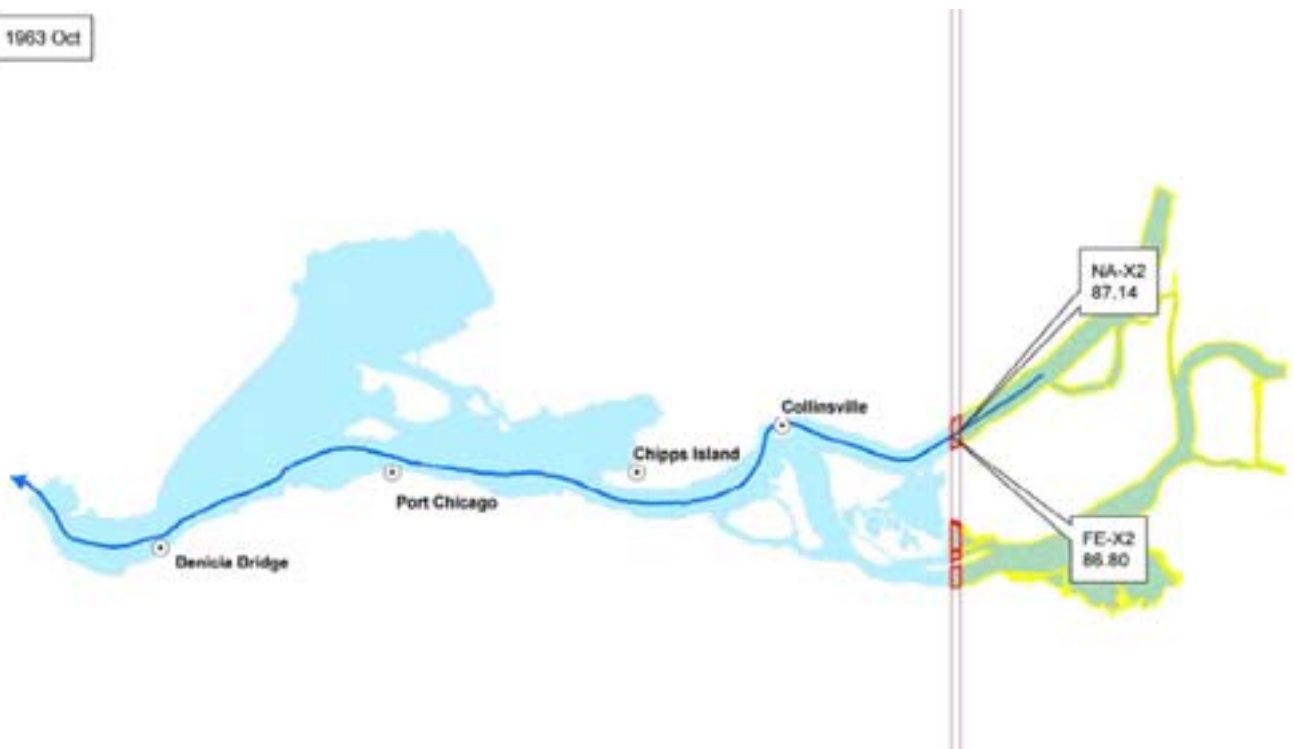 1963 Oct
NA-X2
87.14
Collinsville
Chipps Island
Port Chicago
FE-X2
86.80
Benicia Bridge